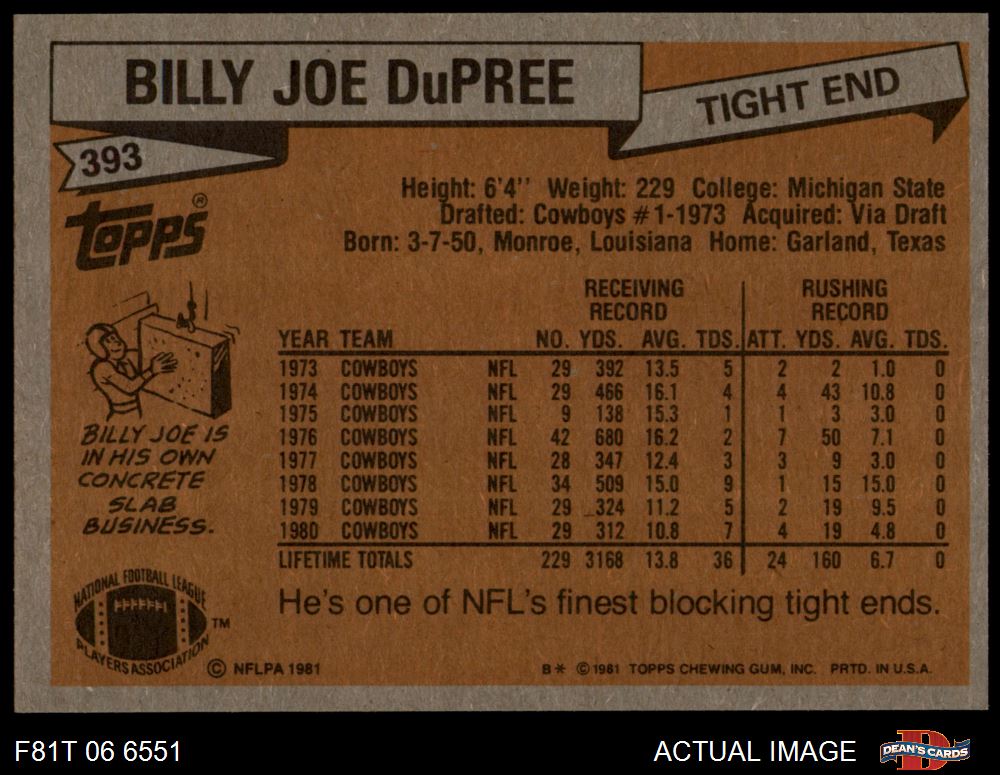 BILLY JOE DuPREE
TIGHT END
393
Topps®
Height: 6'4'' Weight: 229 College: Michigan State
Drafted: Cowboys #1-1973 Acquired: Via Draft
Born: 3-7-50, Monroe, Louisiana Home: Garland, Texas
RECEIVING RECORD RUSHING RECORD
YEAR TEAM NO. YDS. AVG. TDS. ATT. YDS. AVG. TDS.
1973 COWBOYS NFL 29 392 13.5 5 2 2 1.0 0
1974 COWBOYS NFL 29 466 16.1 4 4 43 10.8 0
1975 COWBOYS NFL 9 138 15.3 1 1 3 3.0 0
1976 COWBOYS NFL 42 680 16.2 2 7 50 7.1 0
1977 COWBOYS NFL 28 347 12.4 3 3 9 3.0 0
1978 COWBOYS NFL 34 509 15.0 9 1 15 15.0 0
1979 COWBOYS NFL 29 324 11.2 5 2 19 9.5 0
1980 COWBOYS NFL 29 312 10.8 7 4 19 4.8 0
LIFETIME TOTALS 229 3168 13.8 36 24 160 6.7 0
BILLY JOE IS
IN HIS OWN
CONCRETE
SLAB
BUSINESS.
He's one of NFL's finest blocking tight ends.
NATIONAL FOOTBALL LEAGUE
PLAYERS ASSOCIATION
TM
© NFLPA 1981
B* © 1981 TOPPS CHEWING GUM, INC. PRTD. IN U.S.A.
F81T 06 6551
ACTUAL IMAGE
D
DEAN'S CARDS